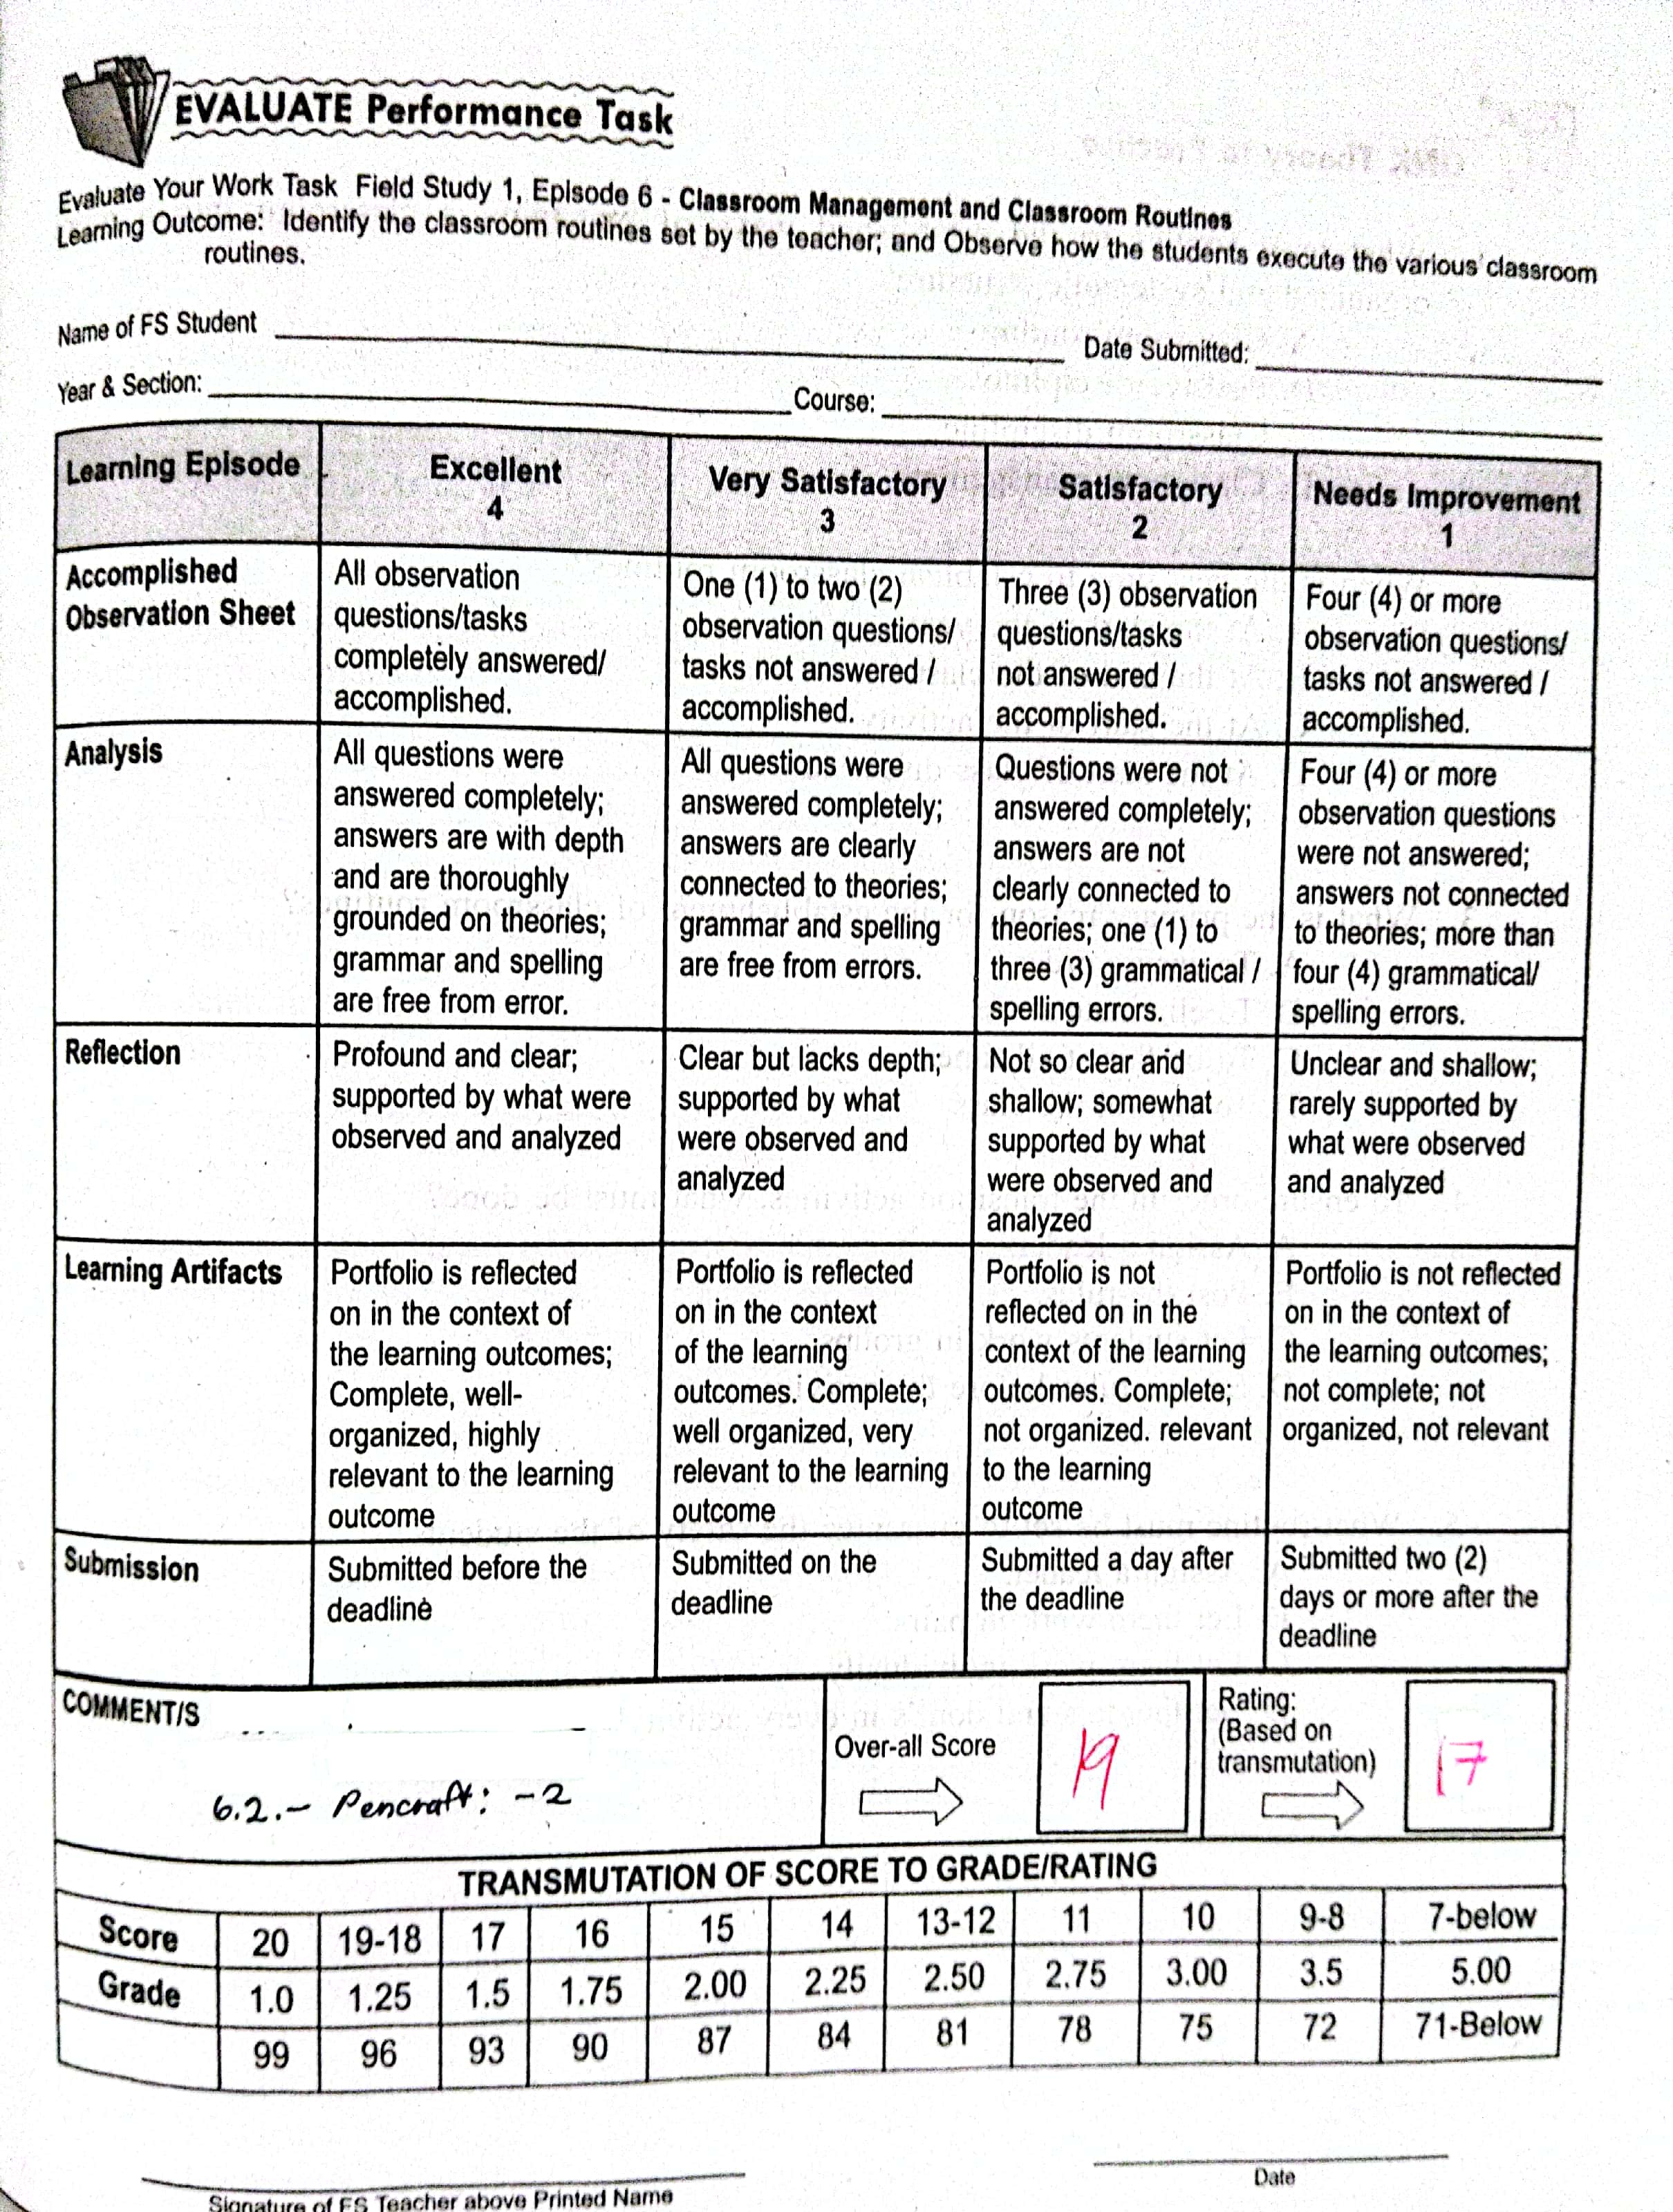 EVALUATE Performance Task
Evaluate Your Work Task Field Study 1, Episode 6 - Classroom Management and Classroom Routines
Learning Outcome: Identify the classroom routines set by the teacher; and Observe how the students execute the various classroom
routines.
Name of FS Student
Date Submitted:
Year & Section:
Course:
Learning Episode
Excellent
4
Very Satisfactory
3
Satisfactory
2
Needs Improvement
1
Accomplished
Observation Sheet
All observation
questions/tasks
completely answered/
accomplished.
One (1) to two (2)
observation questions/
tasks not answered /
accomplished.
Three (3) observation
questions/tasks
not answered /
accomplished.
Four (4) or more
observation questions/
tasks not answered /
accomplished.
Analysis
All questions were
answered completely;
answers are with depth
and are thoroughly
grounded on theories;
grammar and spelling
are free from error.
All questions were
answered completely;
answers are clearly
connected to theories;
grammar and spelling
are free from errors.
Questions were not
answered completely;
answers are not
clearly connected to
theories; one (1) to
three (3) grammatical /
spelling errors.
Four (4) or more
observation questions
were not answered;
answers not connected
to theories; more than
four (4) grammatical/
spelling errors.
Reflection
Profound and clear;
supported by what were
observed and analyzed
Clear but lacks depth;
supported by what
were observed and
analyzed
Not so clear and
shallow; somewhat
supported by what
were observed and
analyzed
Unclear and shallow;
rarely supported by
what were observed
and analyzed
Learning Artifacts
Portfolio is reflected
on in the context of
the learning outcomes;
Complete, well-
organized, highly
relevant to the learning
outcome
Portfolio is reflected
on in the context
of the learning
outcomes. Complete;
well organized, very
relevant to the learning
outcome
Portfolio is not
reflected on in the
context of the learning
outcomes. Complete;
not organized. relevant
to the learning
outcome
Portfolio is not reflected
on in the context of
the learning outcomes;
not complete; not
organized, not relevant
Submission
Submitted before the
deadline
Submitted on the
deadline
Submitted a day after
the deadline
Submitted two (2)
days or more after the
deadline
COMMENT/S
6.2.- Pencraft: -2
Over-all Score
19
Rating:
(Based on
transmutation)
17
TRANSMUTATION OF SCORE TO GRADE/RATING
Score 20 19-18 17 16 15 14 13-12 11 10 9-8 7-below
Grade 1.0 1.25 1.5 1.75 2.00 2.25 2.50 2.75 3.00 3.5 5.00
99 96 93 90 87 84 81 78 75 72 71-Below
Signature of FS Teacher above Printed Name
Date